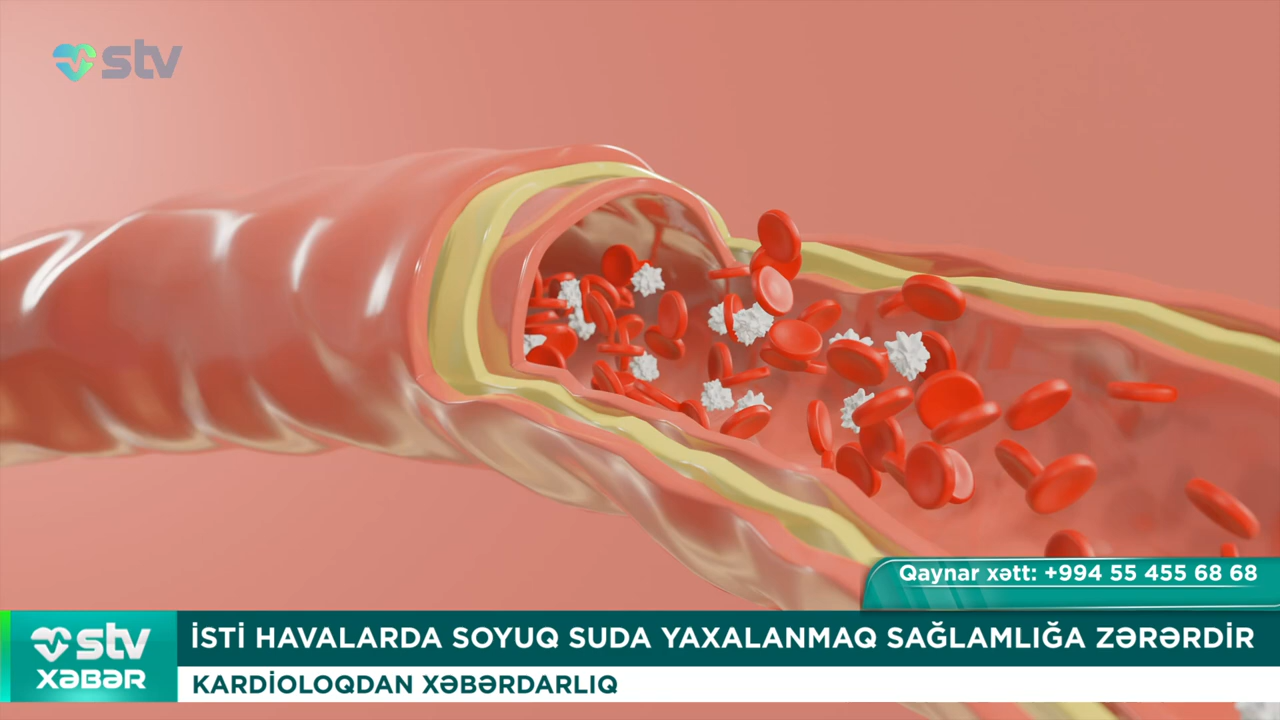 stv
Qaynar xətt: +994 55 455 68 68
stv
XƏBƏR
İSTİ HAVALARDA SOYUQ SUDA YAXALANMAQ SAĞLAMLIĞA ZƏRƏRDİR
KARDİOLOQDAN XƏBƏRDARLIQ